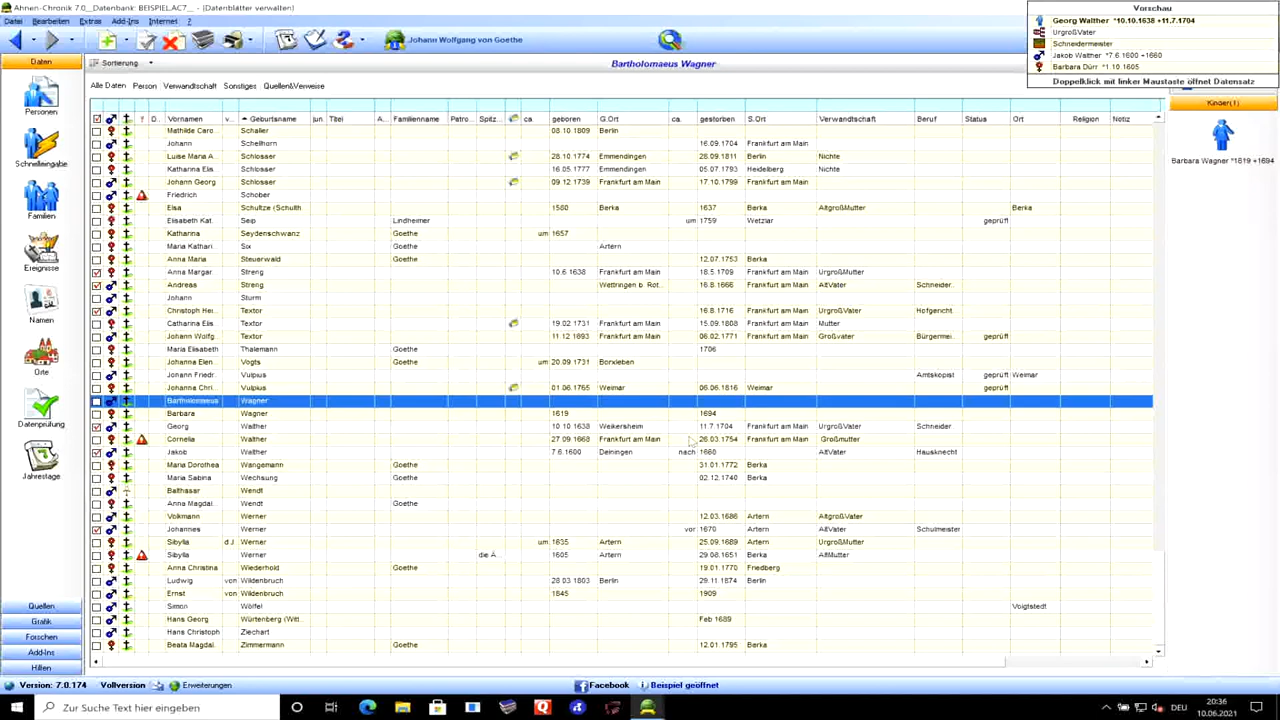 Ahnen-Chronik 7.0__Datenbank: BEISPIEL.AC7__ - [Datenblätter verwalten]
Datei Bearbeiten Extras Add-Ins Internet ?
Johann Wolfgang von Goethe
Vorschau
Georg Walther *10.10.1638 +11.7.1704
UrgroßVater
Schneidermeister
Jakob Walther *7.6.1600 +1660
Barbara Dürr *1.10.1605
Doppelklick mit linker Maustaste öffnet Datensatz
Daten
Sortierung
Bartholomaeus Wagner
Alle Daten Person Verwandtschaft Sonstiges Quellen&Verweise
Kinder(1)
Barbara Wagner *1619 +1694
Personen
Schnelleingabe
Familien
Ereignisse
Namen
Orte
Datenprüfung
Jahrestage
Quellen
Grafik
Forschen
Add-Ins
Hilfen
! D.. Vornamen v... Geburtsname jun. Titel A... Familienname Patro... Spitz... ca. geboren G.Ort ca. gestorben S.Ort Verwandtschaft Beruf Status Ort Religion Notiz
Mathilde Caro... Schaller 08.10.1809 Berlin
Johann Schellhorn 16.09.1704 Frankfurt am Main
Luise Maria A... Schlosser 28.10.1774 Emmendingen 28.09.1811 Berlin Nichte
Katharina Elis... Schlosser 16.05.1777 Emmendingen 05.07.1793 Heidelberg Nichte
Johann Georg Schlosser 09.12.1739 Frankfurt am Main 17.10.1799 Frankfurt am Main
Friedrich Schober
Elsa Schultze (Schulth 1580 Berka 1637 Berka AltgroßMutter Berka
Elisabeth Kat... Seip Lindheimer um 1759 Wetzlar geprüft
Katharina Seydenschwanz Goethe um 1657
Maria Kathari... Six Goethe Artern
Anna Maria Steuerwald Goethe 12.07.1753 Berka
Anna Margar... Streng 10.6.1638 Frankfurt am Main 18.5.1709 Frankfurt am Main UrgroßMutter
Andreas Streng Wettringen b. Rot... 16.8.1666 Frankfurt am Main AltVater Schneider...
Johann Sturm
Christoph Hei... Textor 16.8.1716 Frankfurt am Main UrgroßVater Hofgericht...
Catharina Elis... Textor 19.02.1731 Frankfurt am Main 15.09.1808 Frankfurt am Main Mutter
Johann Wolfg... Textor 11.12.1693 Frankfurt am Main 06.02.1771 Frankfurt am Main Großvater Bürgermei... geprüft
Maria Elisabeth Thalemann Goethe 1706
Johanna Elen... Vogts Goethe um 20.09.1731 Borxleben
Johann Friedr... Vulpius Amtskopist geprüft Weimar
Johanna Chri... Vulpius 01.06.1765 Weimar 06.06.1816 Weimar geprüft
Bartholomaeus Wagner
Barbara Wagner 1619 1694
Georg Walther 10.10.1638 Weikersheim 11.7.1704 Frankfurt am Main UrgroßVater Schneider...
Cornelia Walther 27.09.1668 Frankfurt am Main 26.03.1754 Frankfurt am Main Großmutter
Jakob Walther 7.6.1600 Deiningen nach 1660 AltVater Hausknecht
Maria Dorothea Wangemann Goethe 31.01.1772 Berka
Maria Sabina Wechsung Goethe 02.12.1740 Berka
Balthasar Wendt
Anna Magdal... Wendt Goethe
Volkmann Werner 12.03.1686 Artern AltgroßVater
Johannes Werner vor 1670 Artern AltVater Schulmeister
Sibylla d.J. Werner um 1635 Artern 25.09.1689 Artern UrgroßMutter
Sibylla Werner die Ä... 1605 Artern 29.08.1651 Berka AltMutter
Anna Christina Wiederhold Goethe 19.01.1770 Friedberg
Ludwig von Wildenbruch 28.03.1803 Berlin 29.11.1874 Berlin
Ernst von Wildenbruch 1845 1909
Simon Wölfel Voigtstedt
Hans Georg Würtenberg (Witt... Feb 1689
Hans Christoph Ziechart
Beata Magdal... Zimmermann Goethe 12.01.1795 Berka
Version: 7.0.174 Vollversion Erweiterungen Facebook Beispiel geöffnet
Zur Suche Text hier eingeben
DEU
20:36
10.06.2021